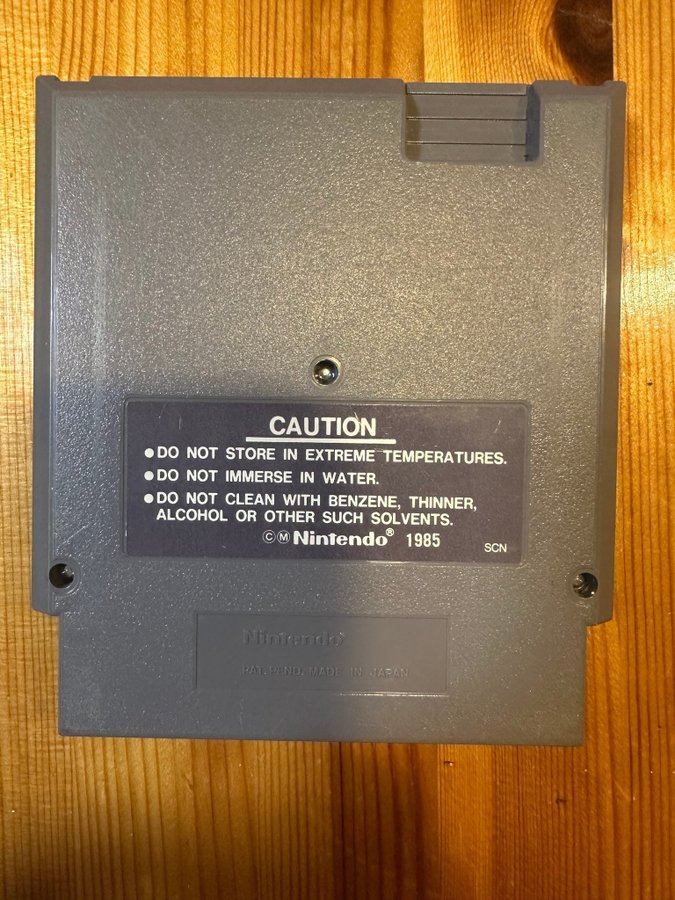 CAUTION
●DO NOT STORE IN EXTREME TEMPERATURES.
●DO NOT IMMERSE IN WATER.
●DO NOT CLEAN WITH BENZENE, THINNER,
ALCOHOL OR OTHER SUCH SOLVENTS.
©Ⓜ Nintendo® 1985
SCN
Nintendo®
PAT. PEND. MADE IN JAPAN